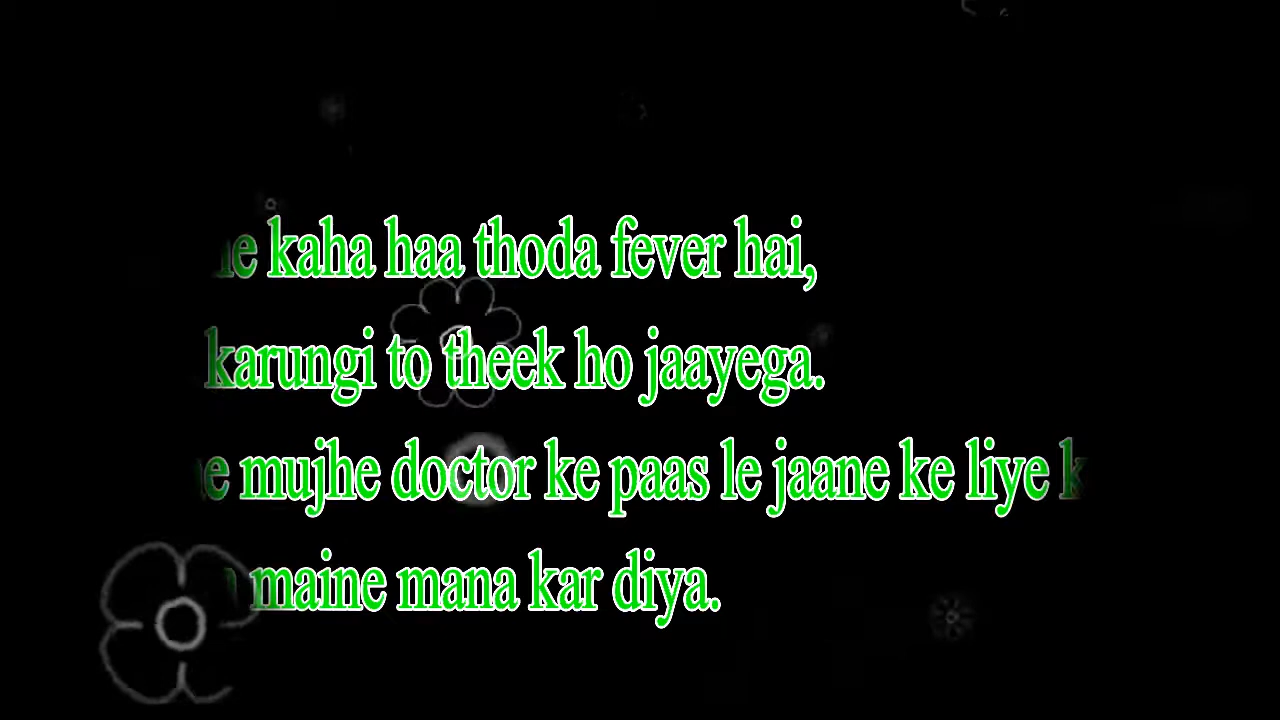 kaha haa thoda fever hai,
karungi to theek ho jaayega.
mujhe doctor ke paas le jaane ke liye
maine mana kar diya.